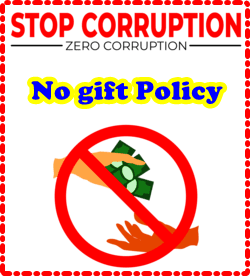 STOP CORRUPTION
ZERO CORRUPTION
No gift Policy